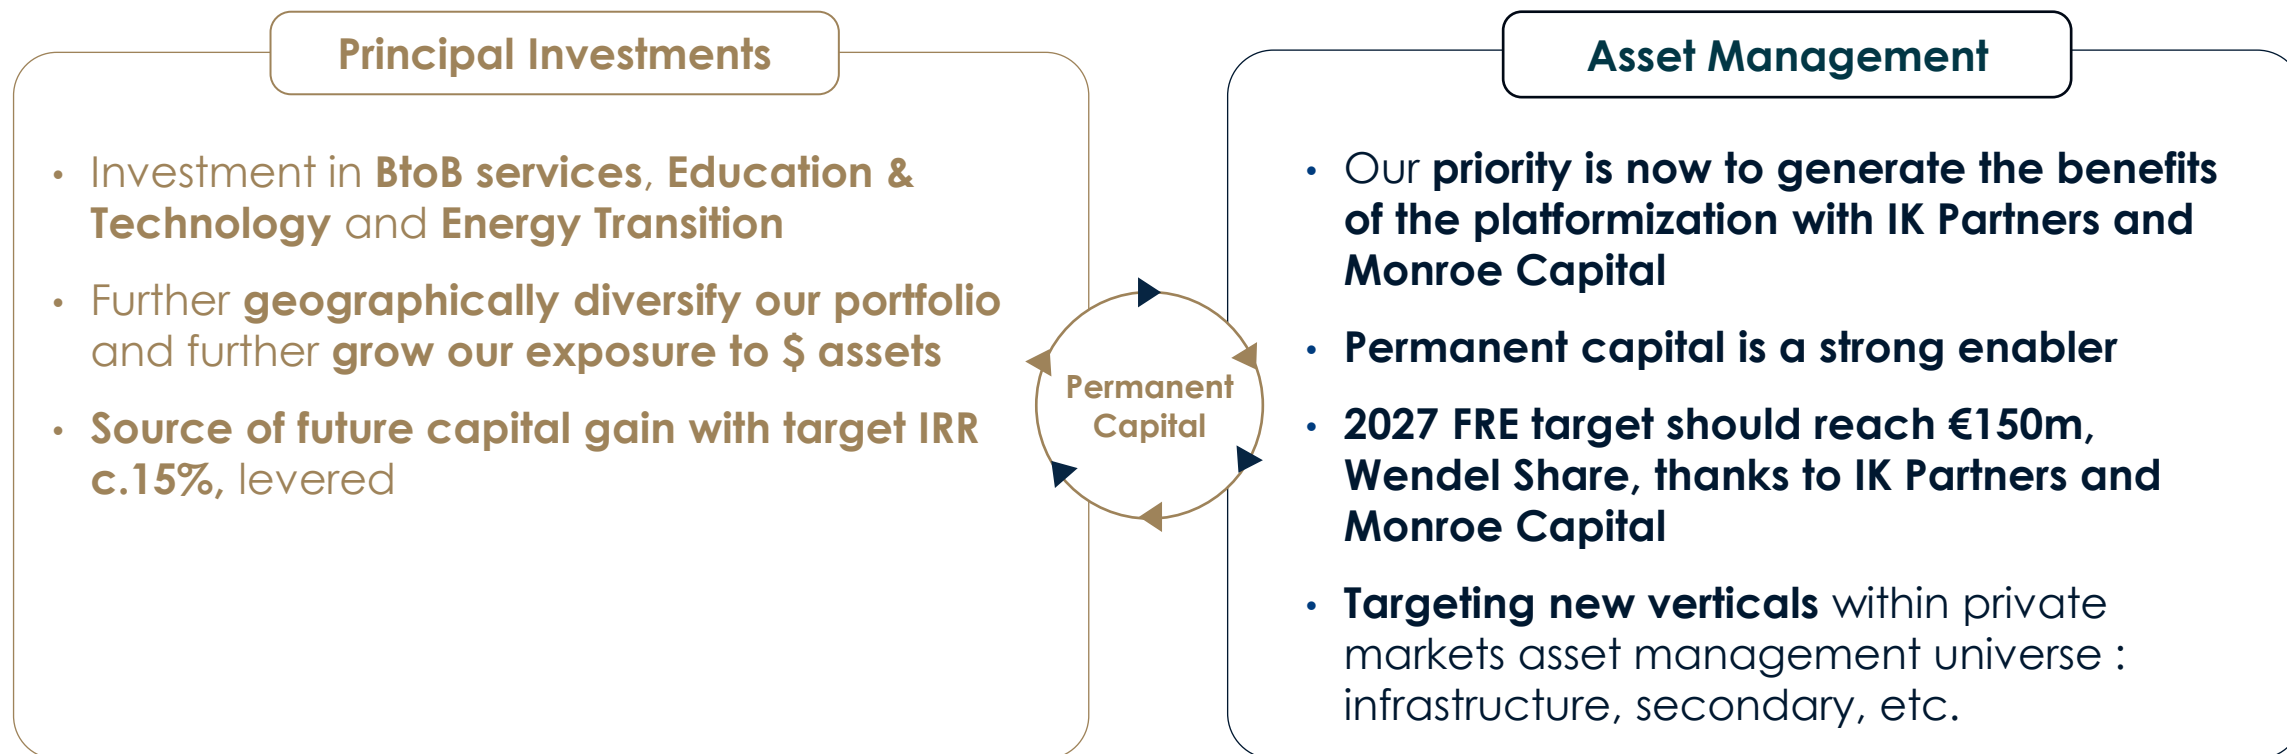 Principal Investments
• Investment in BtoB services, Education &
Technology and Energy Transition
• Further geographically diversify our portfolio
and further grow our exposure to $ assets
• Source of future capital gain with target IRR
c.15%, levered
Permanent
Capital
Asset Management
• Our priority is now to generate the benefits
of the platformization with IK Partners and
Monroe Capital
• Permanent capital is a strong enabler
• 2027 FRE target should reach €150m,
Wendel Share, thanks to IK Partners and
Monroe Capital
• Targeting new verticals within private
markets asset management universe :
infrastructure, secondary, etc.